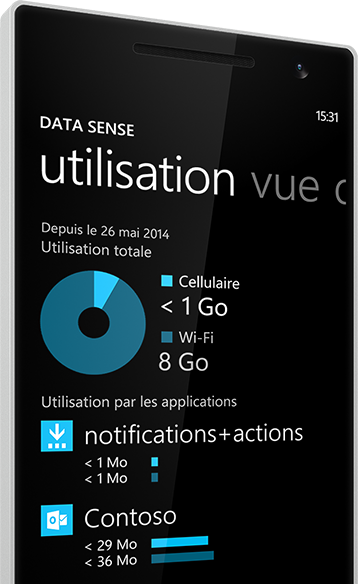 15:31
DATA SENSE
utilisation vue
Depuis le 26 mai 2014
Utilisation totale
Cellulaire
< 1 Go
Wi-Fi
8 Go
Utilisation par les applications
notifications+actions
< 1 Mo
< 1 Mo
Contoso
< 29 Mo
< 36 Mo